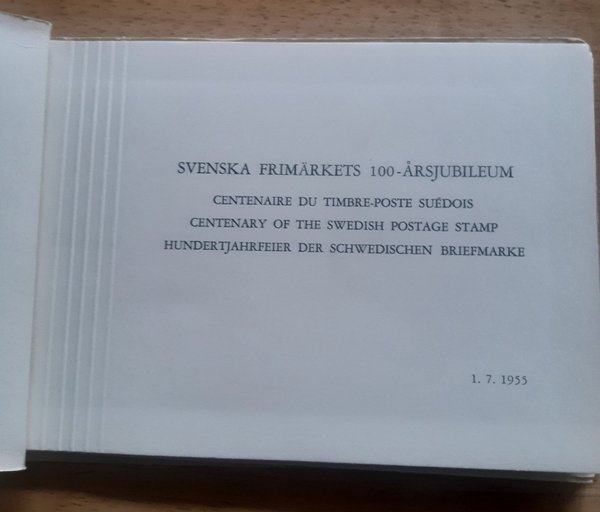 SVENSKA FRIMÄRKETS 100-ÅRSJUBILEUM
CENTENAIRE DU TIMBRE-POSTE SUÉDOIS
CENTENARY OF THE SWEDISH POSTAGE STAMP
HUNDERTJAHRFEIER DER SCHWEDISCHEN BRIEFMARKE
1. 7. 1955